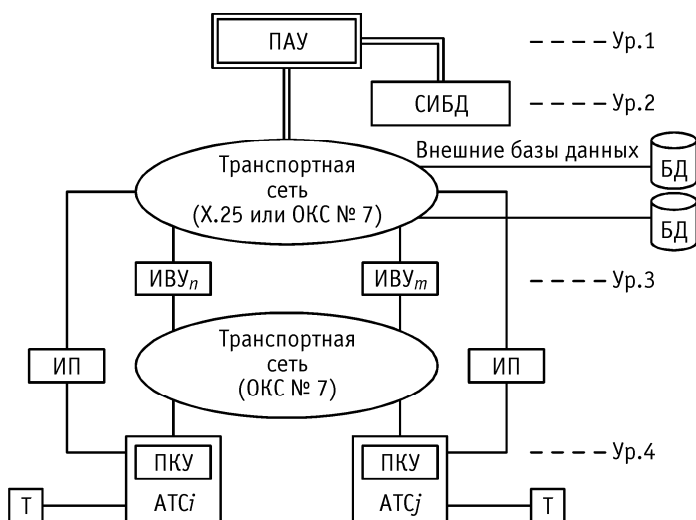 ПАУ
Ур.1
СИБД
Ур.2
Внешние базы данных
БД
Транспортная
сеть
(Х.25 или ОКС № 7)
БД
ИВУn
ИВУm
Ур.3
Транспортная
сеть
(ОКС № 7)
ИП
ИП
ПКУ
ПКУ
Ур.4
Т
АТСi
АТСj
Т